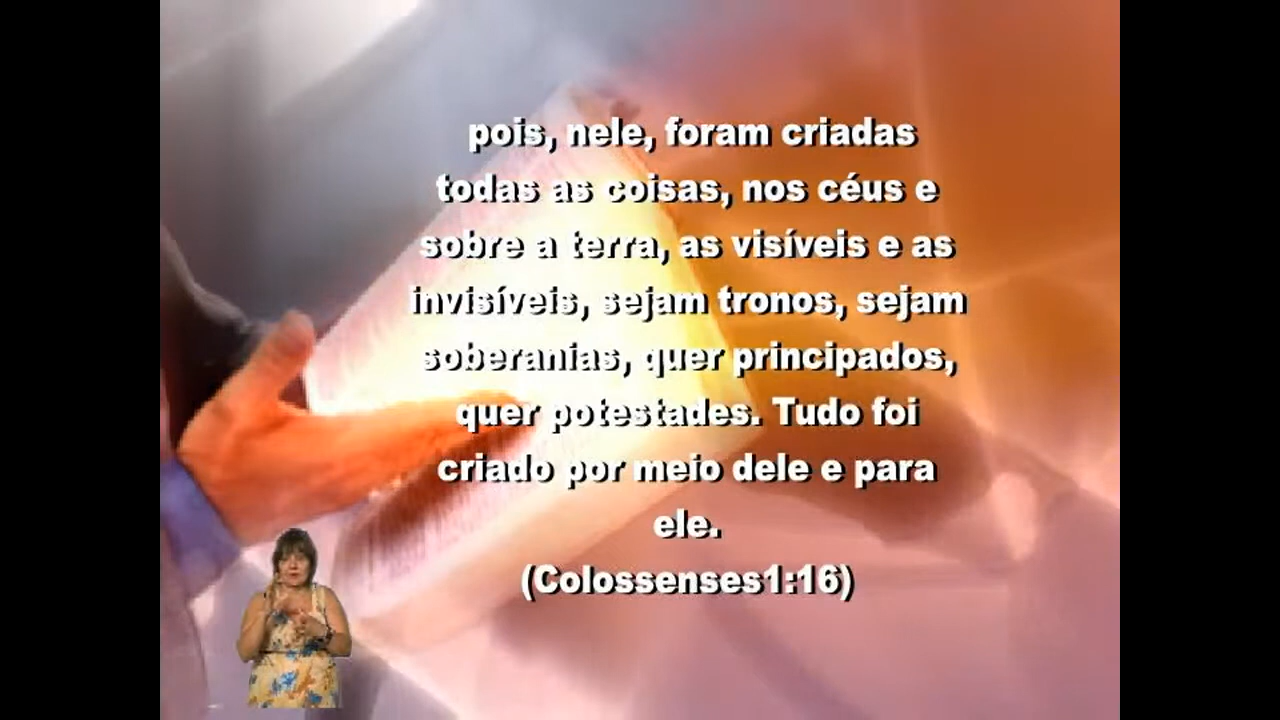 pois, nele, foram criadas
todas as coisas, nos céus e
sobre a terra, as visíveis e as
invisíveis, sejam tronos, sejam
soberanias, quer principados,
quer potestades. Tudo foi
criado por meio dele e para
ele.
(Colossenses1:16)